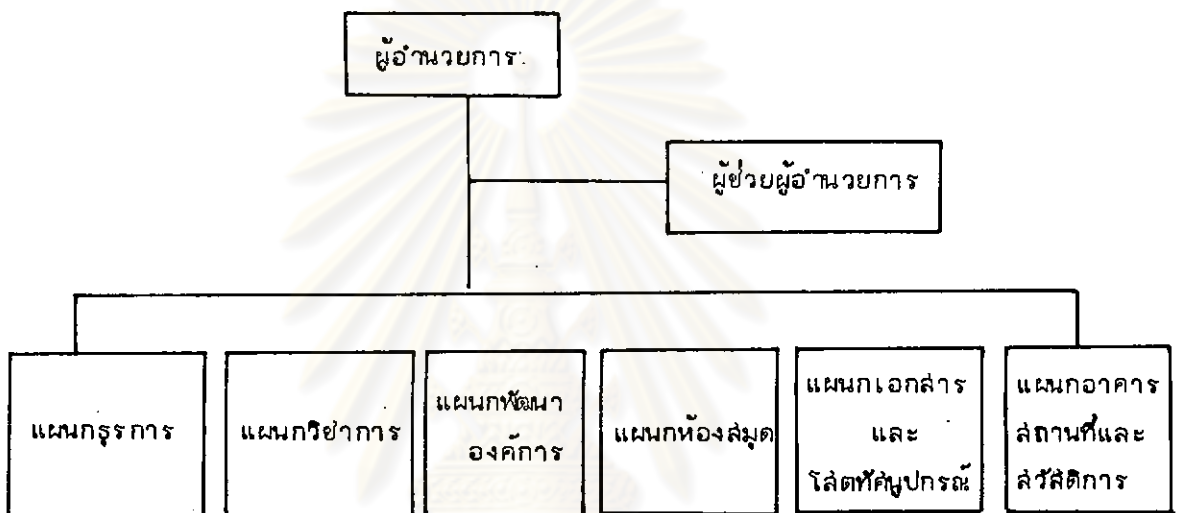 ผู้อำนวยการ
ผู้ช่วยผู้อำนวยการ
แผนกธุรการ
แผนกวิชาการ
แผนกพัฒนา
องค์การ
แผนกห้องสมุด
แผนกเอกสาร
และ
โสตทัศนูปกรณ์
แผนกอาคาร
สถานที่และ
สวัสดิการ